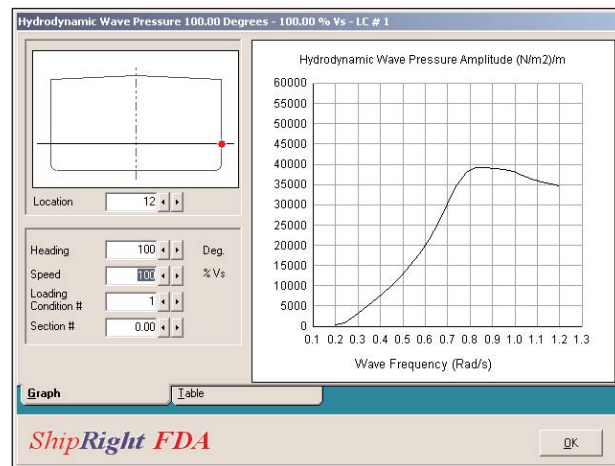 Hydrodynamic Wave Pressure 100.00 Degrees - 100.00 % Vs - LC # 1
Location 12
Heading 100 Deg.
Speed 100 % Vs
Loading
Condition # 1
Section # 0.00
Hydrodynamic Wave Pressure Amplitude (N/m2)/m
60000
55000
50000
45000
40000
35000
30000
25000
20000
15000
10000
5000
0
0.1 0.2 0.3 0.4 0.5 0.6 0.7 0.8 0.9 1.0 1.1 1.2 1.3
Wave Frequency (Rad/s)
Graph Table
ShipRight FDA
OK